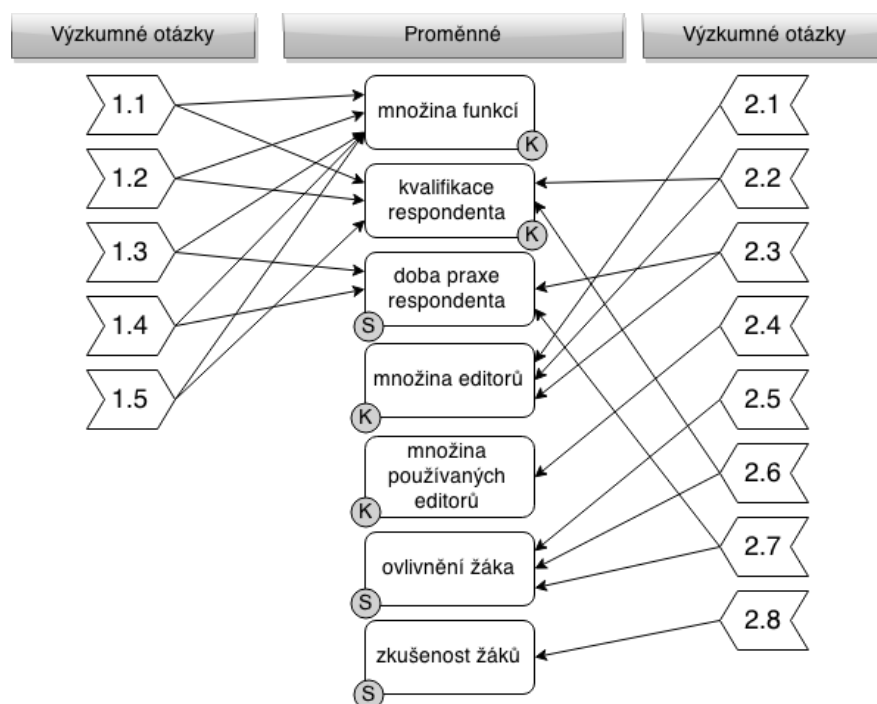 Výzkumné otázky
Proměnné
Výzkumné otázky
1.1
1.2
1.3
1.4
1.5
množina funkcí
K
kvalifikace
respondenta
K
doba praxe
respondenta
S
množina editorů
K
množina
používaných
editorů
K
ovlivnění žáka
S
zkušenost žáků
S
2.1
2.2
2.3
2.4
2.5
2.6
2.7
2.8